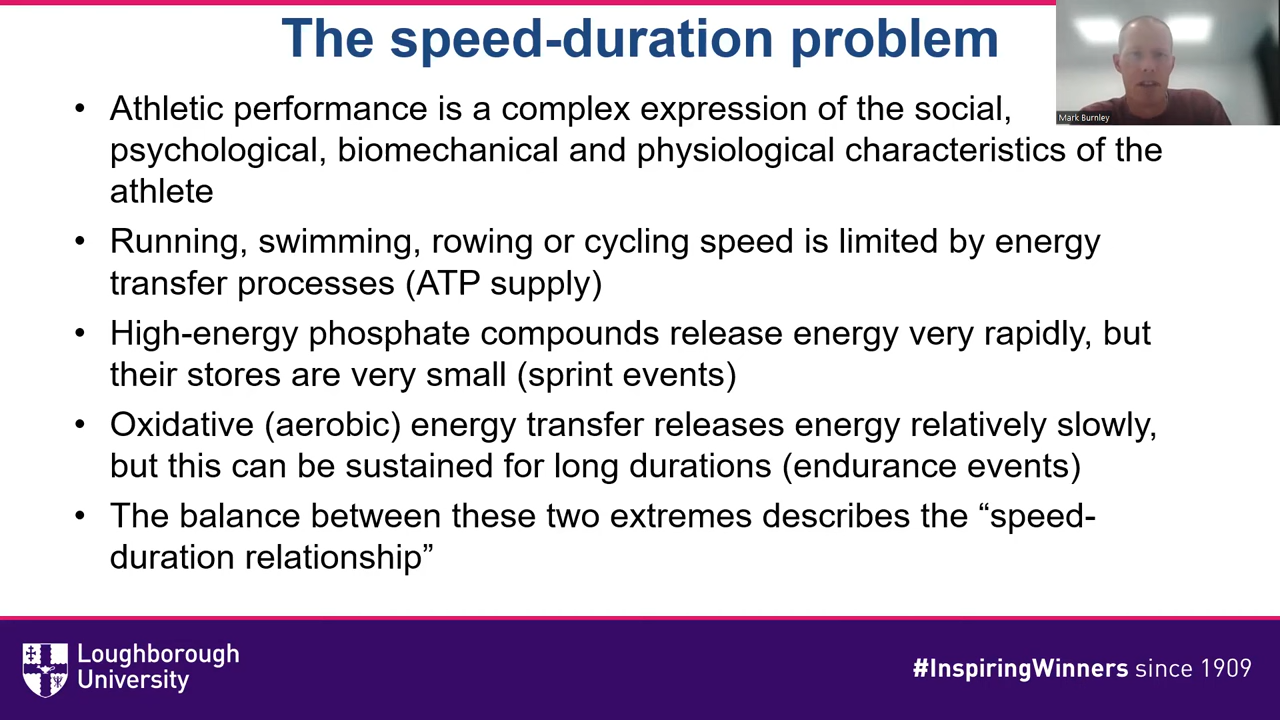 The speed-duration problem
Mark Burnley
• Athletic performance is a complex expression of the social,
psychological, biomechanical and physiological characteristics of the
athlete
• Running, swimming, rowing or cycling speed is limited by energy
transfer processes (ATP supply)
• High-energy phosphate compounds release energy very rapidly, but
their stores are very small (sprint events)
• Oxidative (aerobic) energy transfer releases energy relatively slowly,
but this can be sustained for long durations (endurance events)
• The balance between these two extremes describes the “speed-
duration relationship”
Loughborough
University
#InspiringWinners since 1909